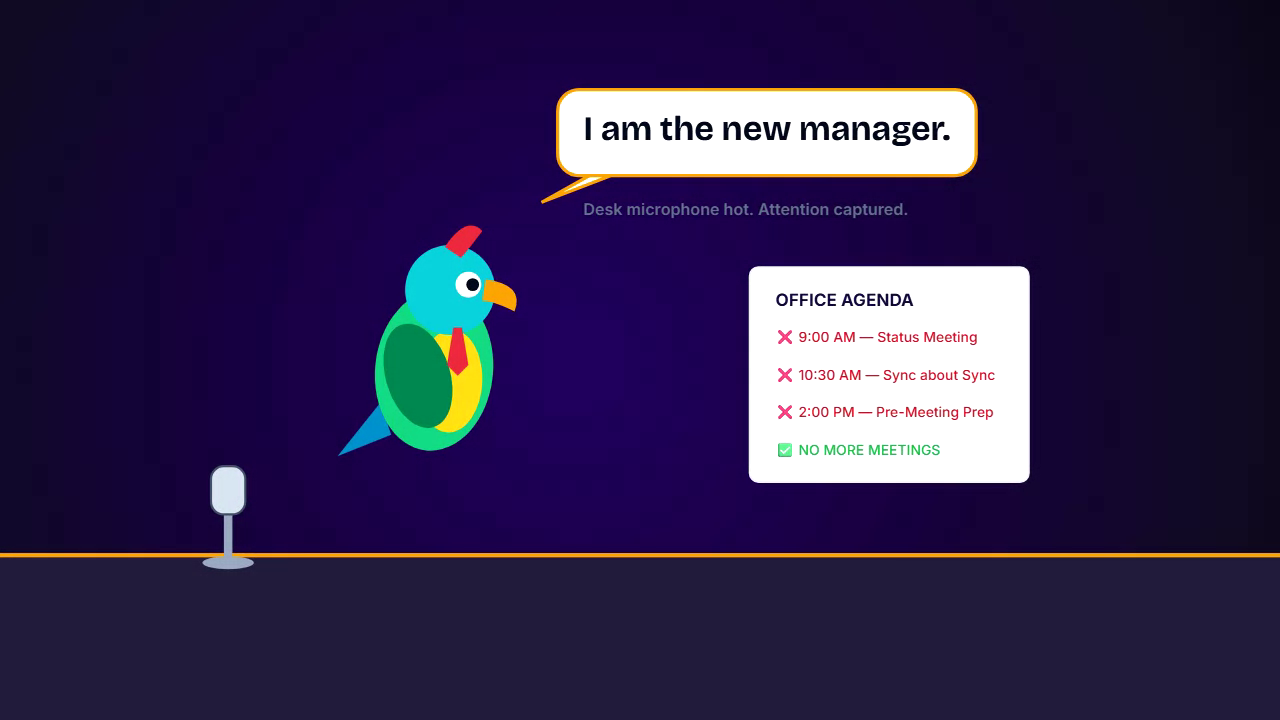 I am the new manager.
Desk microphone hot. Attention captured.
OFFICE AGENDA
❌ 9:00 AM — Status Meeting
❌ 10:30 AM — Sync about Sync
❌ 2:00 PM — Pre-Meeting Prep
✅ NO MORE MEETINGS